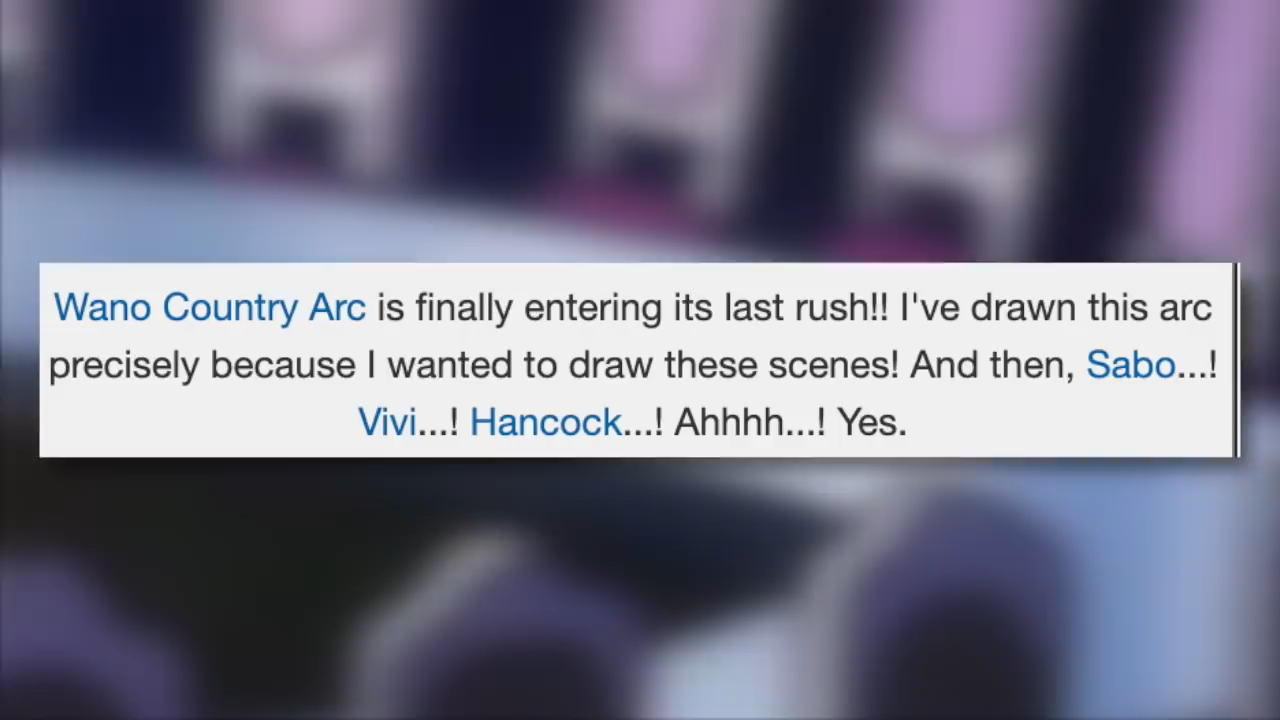 Wano Country Arc is finally entering its last rush!! I've drawn this arc
precisely because I wanted to draw these scenes! And then, Sabo...!
Vivi...! Hancock...! Ahhhh...! Yes.